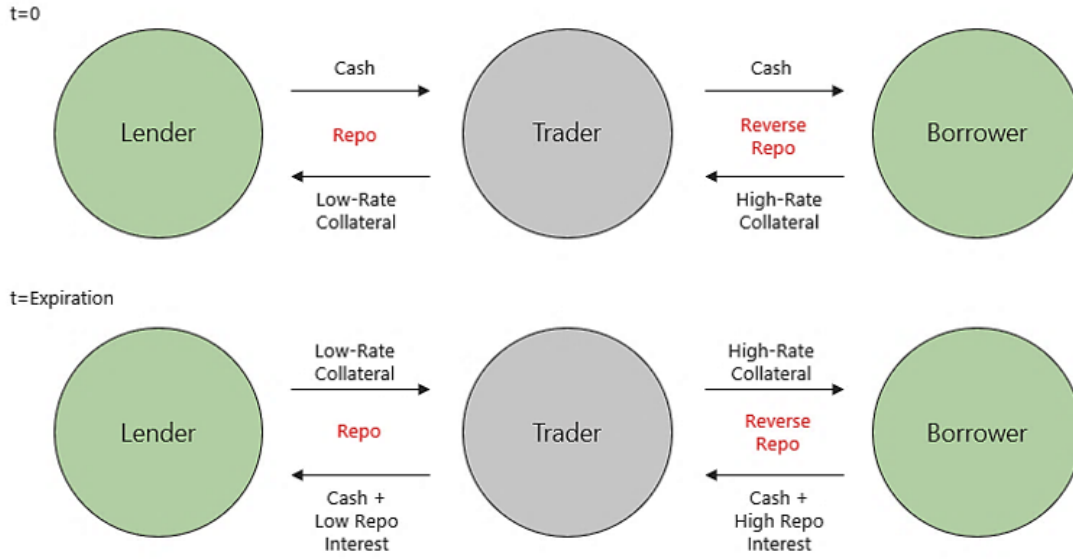 t=0
Cash
Cash
Lender
Repo
Trader
Reverse
Repo
Borrower
Low-Rate
Collateral
High-Rate
Collateral
t=Expiration
Low-Rate
Collateral
High-Rate
Collateral
Lender
Repo
Trader
Reverse
Repo
Borrower
Cash +
Low Repo
Interest
Cash +
High Repo
Interest